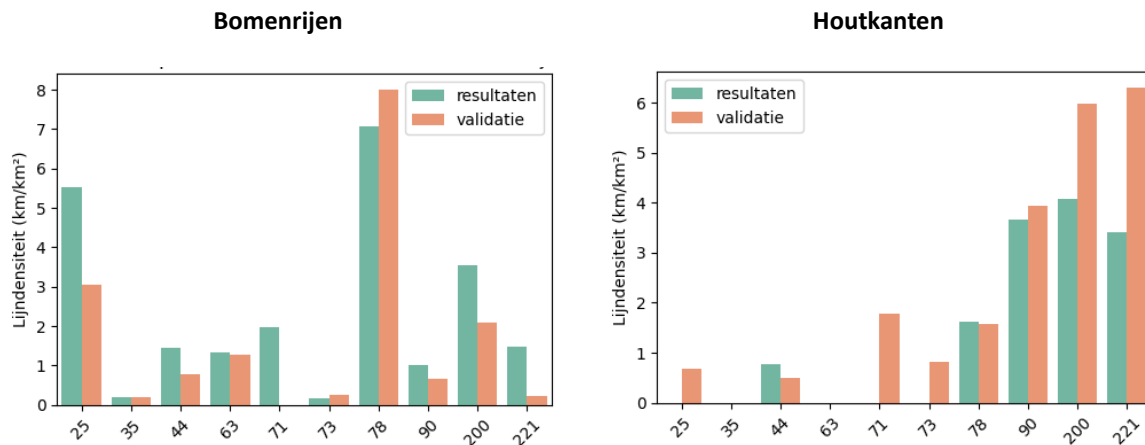 Bomenrijen
Lijndensiteit (km/km²)
8
7
6
5
4
3
2
1
0
resultaten
validatie
25 35 44 63 71 73 78 90 200 221
Houtkanten
Lijndensiteit (km/km²)
6
5
4
3
2
1
0
resultaten
validatie
25 35 44 63 71 73 78 90 200 221